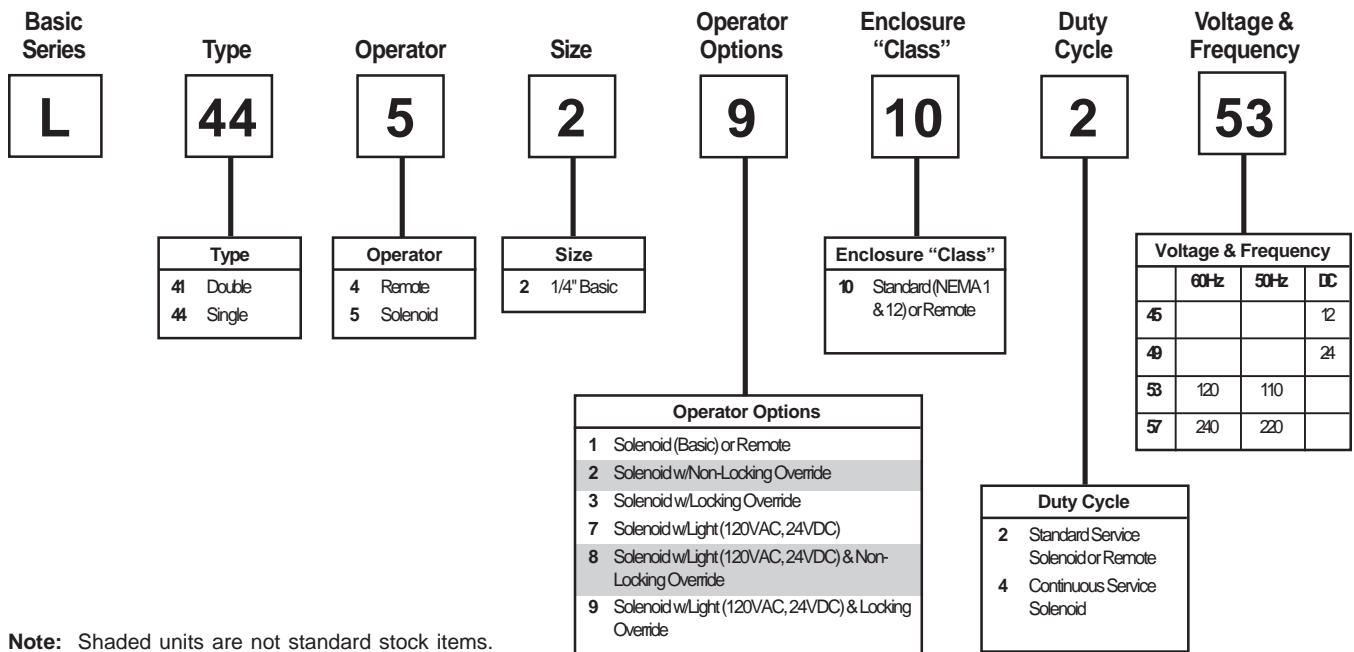 Basic Series
Type
Operator
Size
Operator Options
Enclosure “Class”
Duty Cycle
Voltage & Frequency
L
44
5
2
9
10
2
53
Type
41 Double
44 Single
Operator
4 Remote
5 Solenoid
Size
2 1/4" Basic
Enclosure “Class”
10 Standard (NEMA 1
& 12) or Remote
Voltage & Frequency
60Hz 50Hz DC
45 12
49 24
53 120 110
57 240 220
Operator Options
1 Solenoid (Basic) or Remote
2 Solenoid w/Non-Locking Override
3 Solenoid w/Locking Override
7 Solenoid w/Light (120VAC, 24VDC)
8 Solenoid w/Light (120VAC, 24VDC) & Non-
Locking Override
9 Solenoid w/Light (120VAC, 24VDC) & Locking
Override
Duty Cycle
2 Standard Service
Solenoid or Remote
4 Continuous Service
Solenoid
Note: Shaded units are not standard stock items.